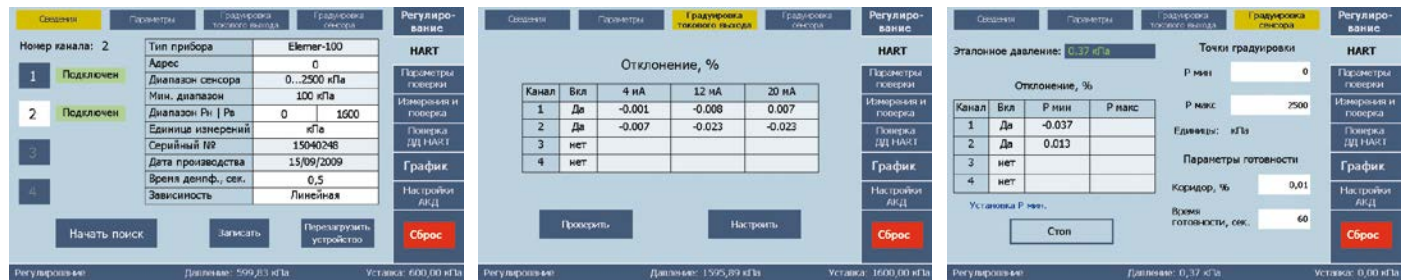 Сведения Параметры Градуировка токового выхода Градуировка сенсора Регулиро-
вание
Номер канала: 2
HART
1 Подключен
2 Подключен
3
4
Тип прибора Elemer-100
Адрес 0
Диапазон сенсора 0...2500 кПа
Мин. диапазон 100 кПа
Диапазон Рн | Рв 0 1600
Единица измерений кПа
Серийный № 15040248
Дата производства 15/09/2009
Время демпф., сек. 0,5
Зависимость Линейная
Параметры
поверки
Измерения и
поверка
Поверка
ДД HART
График
Настройки
АКД
Начать поиск Записать Перезагрузить
устройство
Сброс
Регулирование Давление: 599,83 кПа Уставка: 600,00 кПа
Сведения Параметры Градуировка
токового выхода Градуировка
сенсора Регулиро-
вание
HART
Отклонение, %
Канал Вкл 4 мА 12 мА 20 мА
1 Да -0.001 -0.008 0.007
2 Да -0.007 -0.023 -0.023
3 нет
4 нет
Параметры
поверки
Измерения и
поверка
Поверка
ДД HART
График
Настройки
АКД
Проверить Настроить
Сброс
Регулирование Давление: 1595,89 кПа Уставка: 1600,00 кПа
Сведения Параметры Градуировка
токового выхода Градуировка
сенсора Регулиро-
вание
Эталонное давление: 0.37 кПа
Точки градуировки
HART
Р мин 0
Р макс 2500
Единицы: кПа
Отклонение, %
Канал Вкл Р мин Р макс
1 Да -0.037
2 Да 0.013
3 нет
4 нет
Установка Р мин.
Стоп
Параметры готовности
Коридор, % 0,01
Время
готовности, сек. 60
Параметры
поверки
Измерения и
поверка
Поверка
ДД HART
График
Настройки
АКД
Сброс
Регулирование Давление: 0,37 кПа Уставка: 0,00 кПа